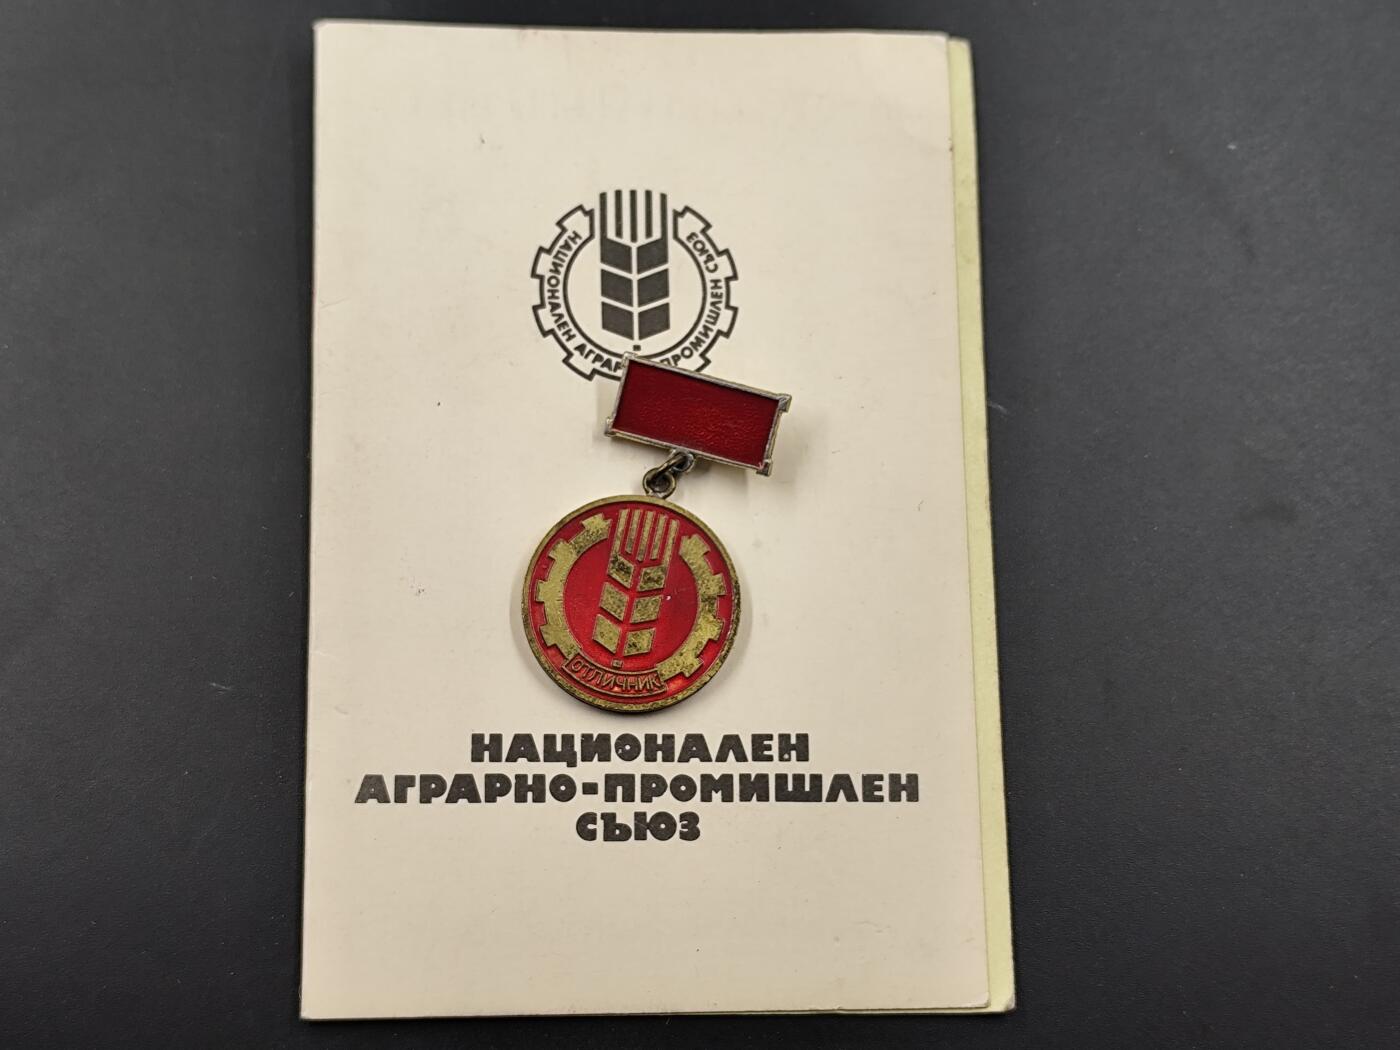 НАЦИОНАЛЕН АГРАРНО-ПРОМИШЛЕН СЪЮЗ
ОТЛИЧНИК
НАЦИОНАЛЕН
АГРАРНО-ПРОМИШЛЕН
СЪЮЗ